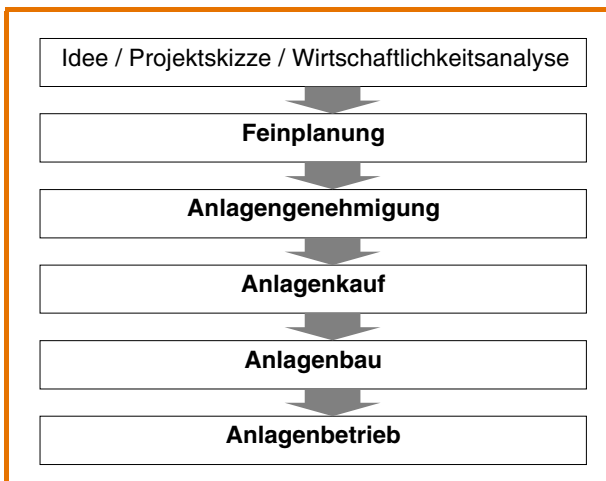 Idee / Projektskizze / Wirtschaftlichkeitsanalyse
Feinplanung
Anlagengenehmigung
Anlagenkauf
Anlagenbau
Anlagenbetrieb